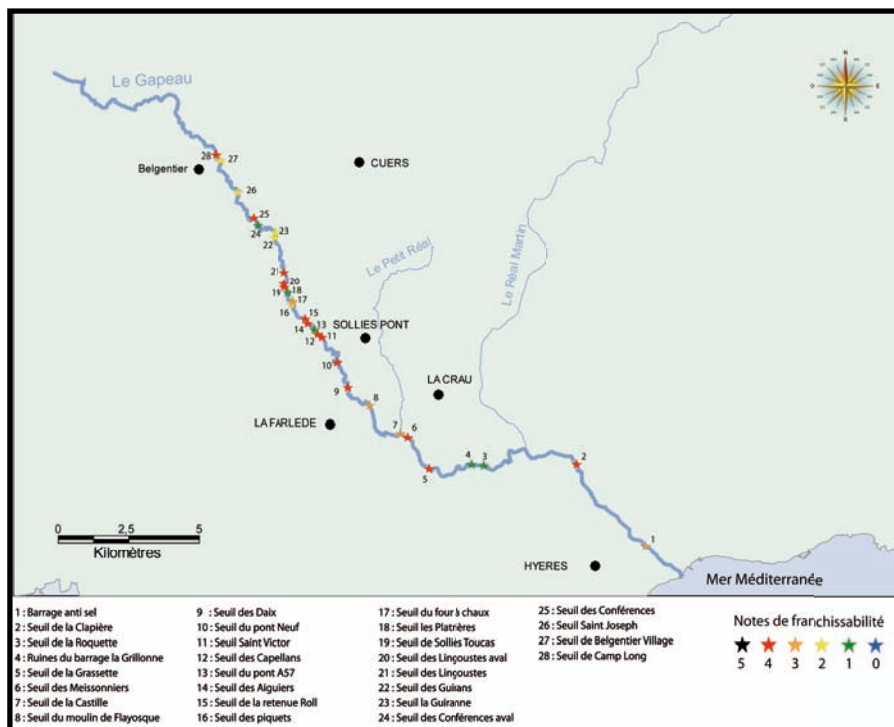 Le Gapeau
N
O
E
S
28
27
Belgentier
CUERS
26
25
24
23
22
Le Petit Réal
Le Réal Martin
21
20
19
18
17
16
15
14
13
SOLLIES PONT
12
11
10
LA CRAU
9
8
LA FARLEDE
7
6
5
4
3
2
1
0 2,5 5
Kilomètres
HYERES
Mer Méditerranée
1 : Barrage anti sel
2 : Seuil de la Clapière
3 : Seuil de la Roquette
4 : Ruines du barrage la Grillonne
5 : Seuil de la Grassette
6 : Seuil des Meissonniers
7 : Seuil de la Castille
8 : Seuil du moulin de Flayosque
9 : Seuil des Daix
10 : Seuil du pont Neuf
11 : Seuil Saint Victor
12 : Seuil des Capellans
13 : Seuil du pont A57
14 : Seuil des Aiguiers
15 : Seuil de la retenue Roll
16 : Seuil des piquets
17 : Seuil du four à chaux
18 : Seuil les Platrières
19 : Seuil de Solliès Toucas
20 : Seuil des Linçoustes aval
21 : Seuil des Linçoustes
22 : Seuil des Guirans
23 : Seuil la Guiranne
24 : Seuil des Conférences aval
25 : Seuil des Conférences
26 : Seuil Saint Joseph
27 : Seuil de Belgentier Village
28 : Seuil de Camp Long
Notes de franchissabilité
5 4 3 2 1 0